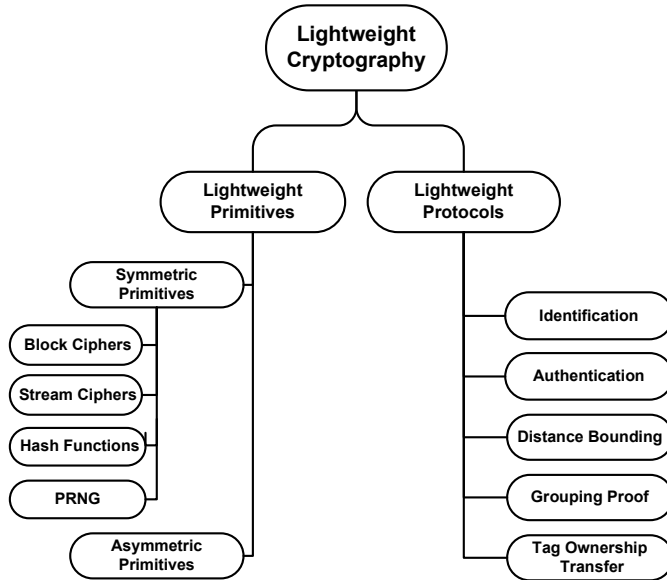 Lightweight
Cryptography
Lightweight
Primitives
Lightweight
Protocols
Symmetric
Primitives
Block Ciphers
Stream Ciphers
Hash Functions
PRNG
Asymmetric
Primitives
Identification
Authentication
Distance Bounding
Grouping Proof
Tag Ownership
Transfer